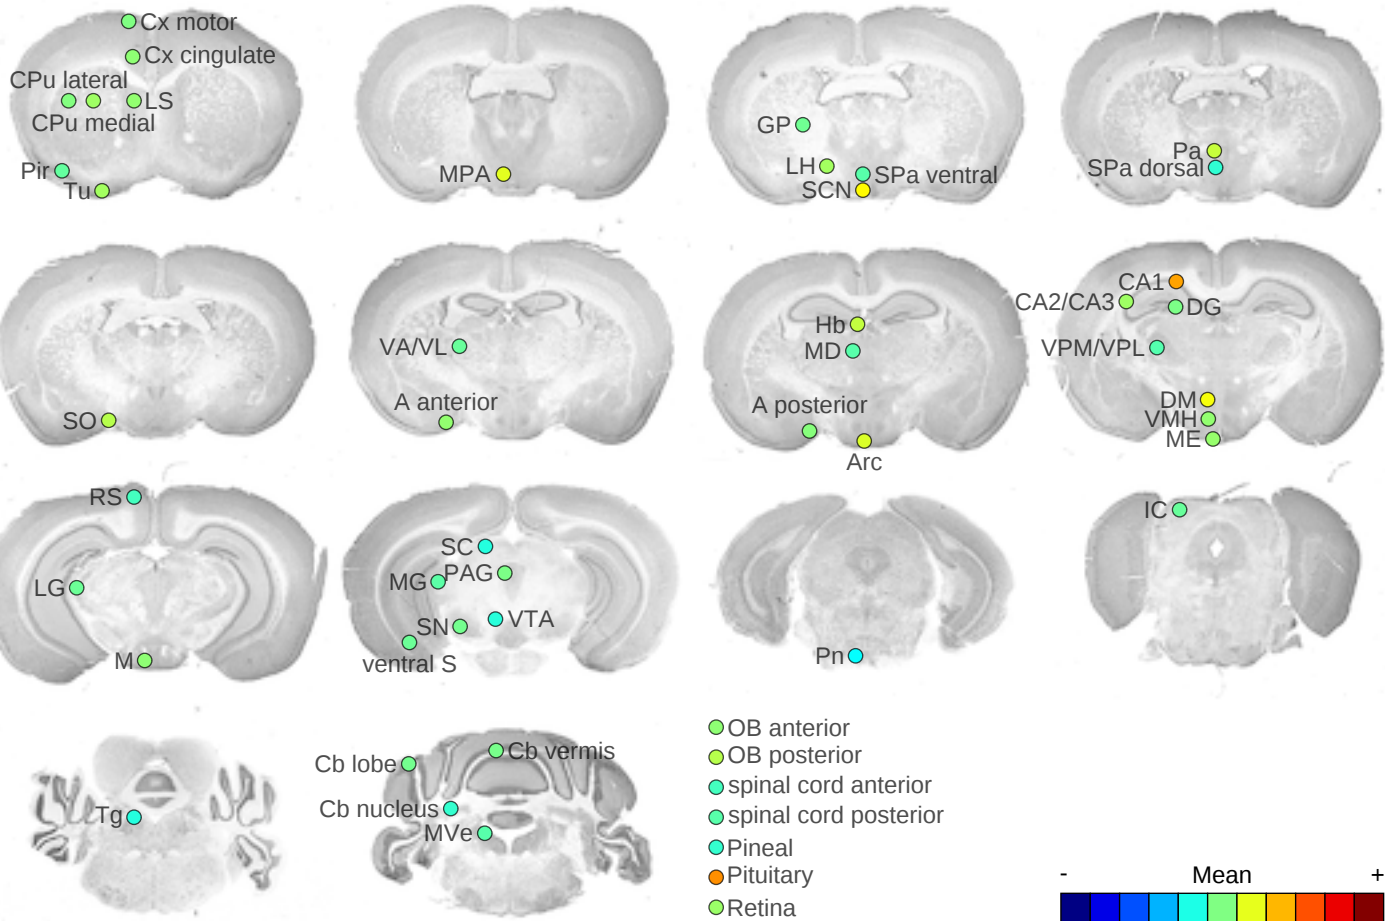 Cx motor
Cx cingulate
CPu lateral
LS
CPu medial
Pir
Tu
MPA
GP
LH
SPa ventral
SCN
Pa
SPa dorsal
SO
VA/VL
A anterior
Hb
MD
A posterior
Arc
CA1
CA2/CA3
DG
VPM/VPL
DM
VMH
ME
RS
LG
M
SC
PAG
MG
VTA
SN
ventral S
Pn
IC
Tg
Cb vermis
Cb lobe
Cb nucleus
MVe
OB anterior
OB posterior
spinal cord anterior
spinal cord posterior
Pineal
Pituitary
Retina
- Mean +